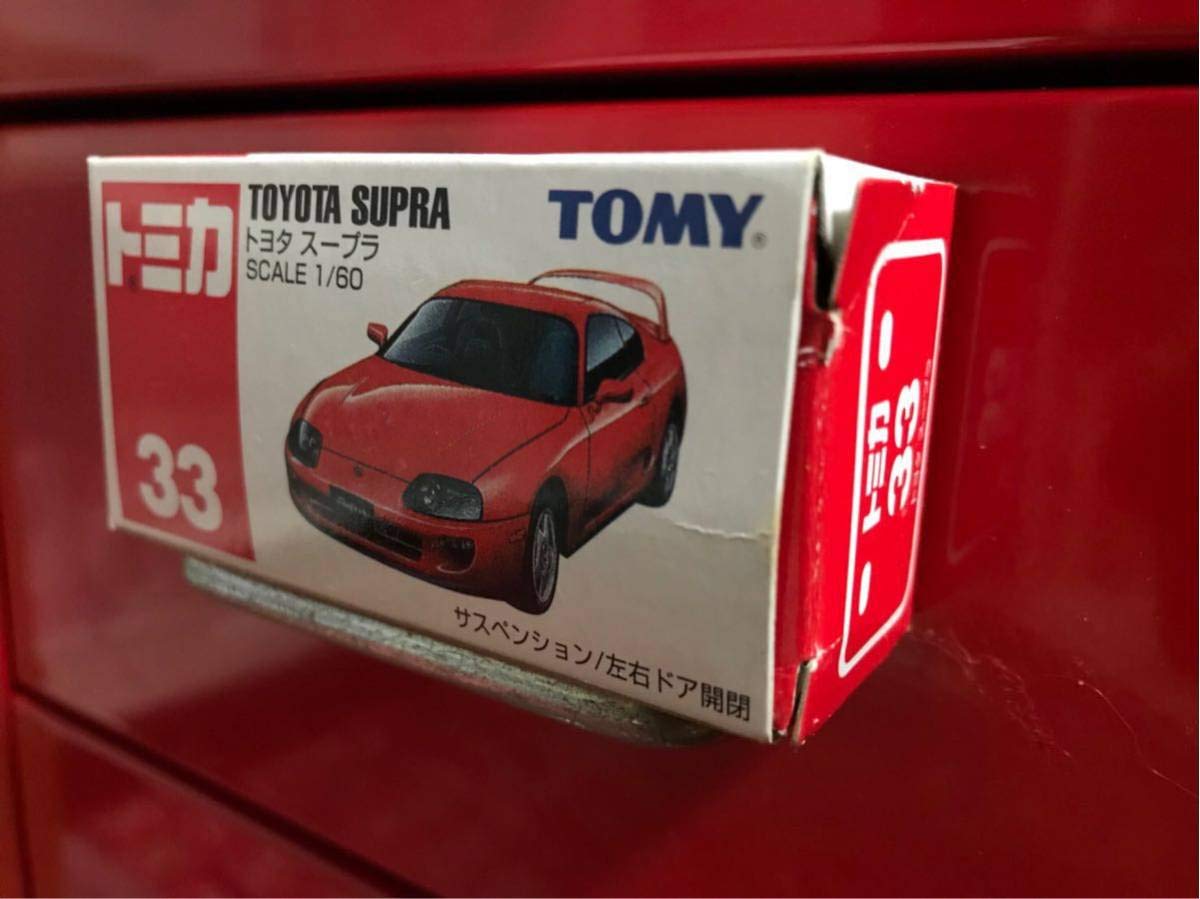 トミカ
33
TOYOTA SUPRA
トヨタ スープラ
SCALE 1/60
TOMY®
サスペンション/左右ドア開閉
トミカ
33